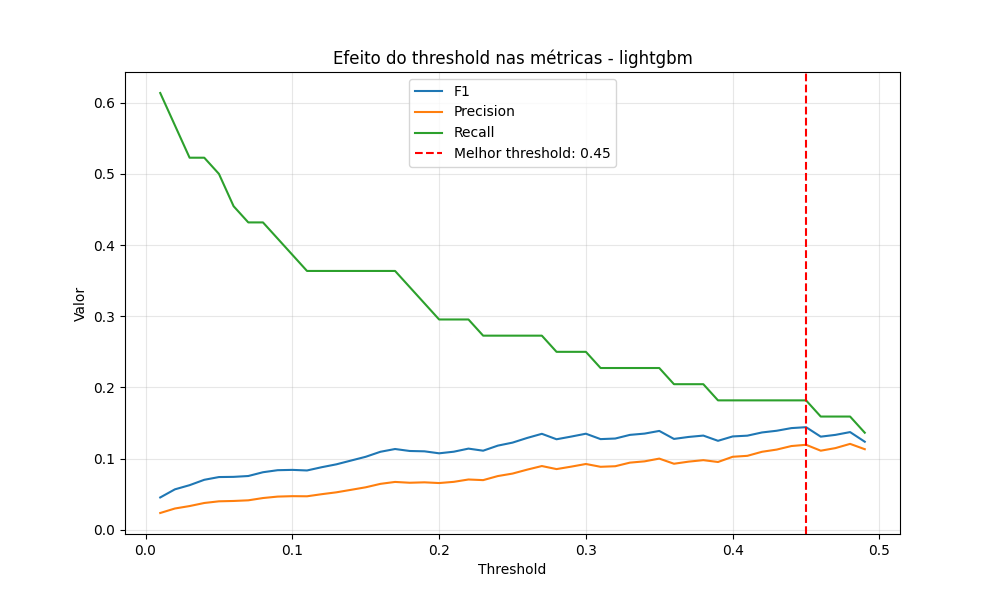 Efeito do threshold nas métricas - lightgbm
F1
Precision
Recall
Melhor threshold: 0.45
Valor
0.6
0.5
0.4
0.3
0.2
0.1
0.0
0.0 0.1 0.2 0.3 0.4 0.5
Threshold